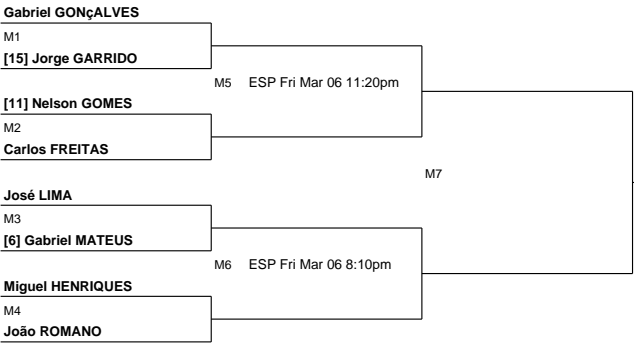 Gabriel GONçALVES
M1
[15] Jorge GARRIDO
M5 ESP Fri Mar 06 11:20pm
[11] Nelson GOMES
M2
Carlos FREITAS
M7
José LIMA
M3
[6] Gabriel MATEUS
M6 ESP Fri Mar 06 8:10pm
Miguel HENRIQUES
M4
João ROMANO